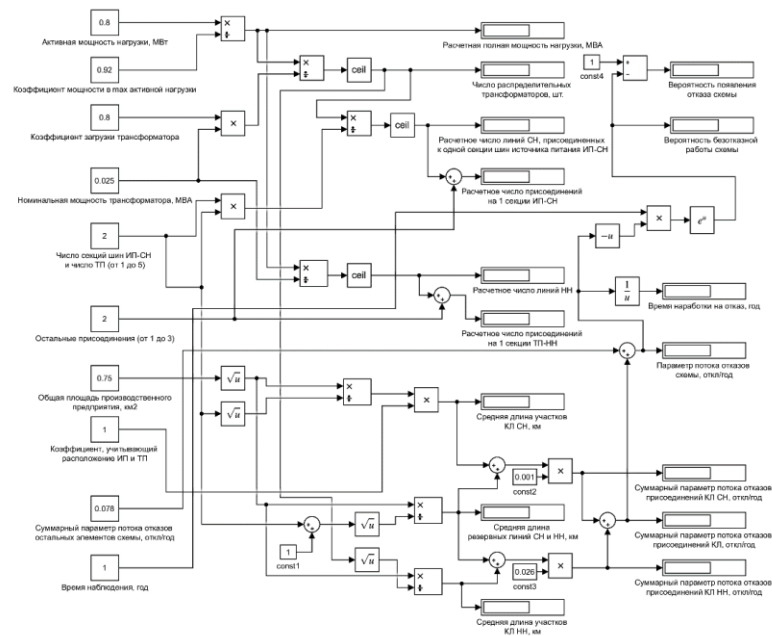 0.8
Активная мощность нагрузки, МВт
0.92
Коэффициент мощности в max активной нагрузки
0.8
Коэффициент загрузки трансформатора
0.025
Номинальная мощность трансформатора, МВА
2
Число секций шин ИП-СН
и число ТП (от 1 до 5)
2
Остальные присоединения (от 1 до 3)
0.75
Общая площадь производственного
предприятия, км2
1
Коэффициент, учитывающий
расположение ИП и ТП
0.078
Суммарный параметр потока отказов
остальных элементов схемы, откл/год
1
Время наблюдения, год
×
÷
×
÷
ceil
×
×
÷
ceil
×
+
+
×
÷
ceil
+
+
√u
√u
×
÷
×
1
const1
+
+
√u
√u
×
÷
×
÷
Расчетная полная мощность нагрузки, МВА
Число распределительных
трансформаторов, шт.
Расчетное число линий СН, присоединенных
к одной секции шин источника питания ИП-СН
Расчетное число присоединений
на 1 секции ИП-СН
Расчетное число линий НН
Расчетное число присоединений
на 1 секции ТП-НН
Средняя длина участков
КЛ СН, км
Средняя длина
резервных линий СН и НН, км
Средняя длина участков
КЛ НН, км
+
+
0.001
const2
×
+
+
0.026
const3
×
1
const4
+
−
×
eᵘ
-u
1
u
+
+
+
+
Вероятность появления
отказа схемы
Вероятность безотказной
работы схемы
Время наработки на отказ, год
Параметр потока отказов
схемы, откл/год
Суммарный параметр потока отказов
присоединений КЛ СН, откл/год
Суммарный параметр потока отказов
присоединений КЛ, откл/год
Суммарный параметр потока отказов
присоединений КЛ НН, откл/год